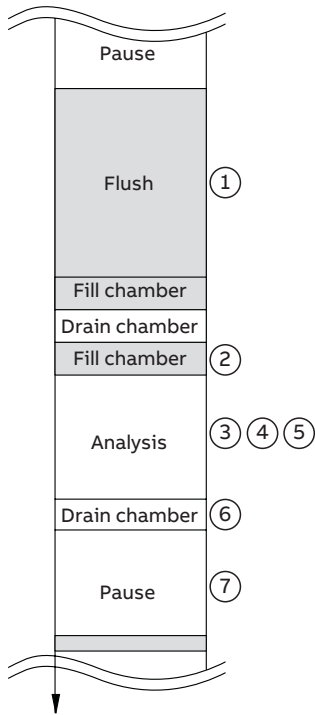 Pause
Flush 1
Fill chamber
Drain chamber
Fill chamber 2
Analysis 3 4 5
Drain chamber 6
Pause 7